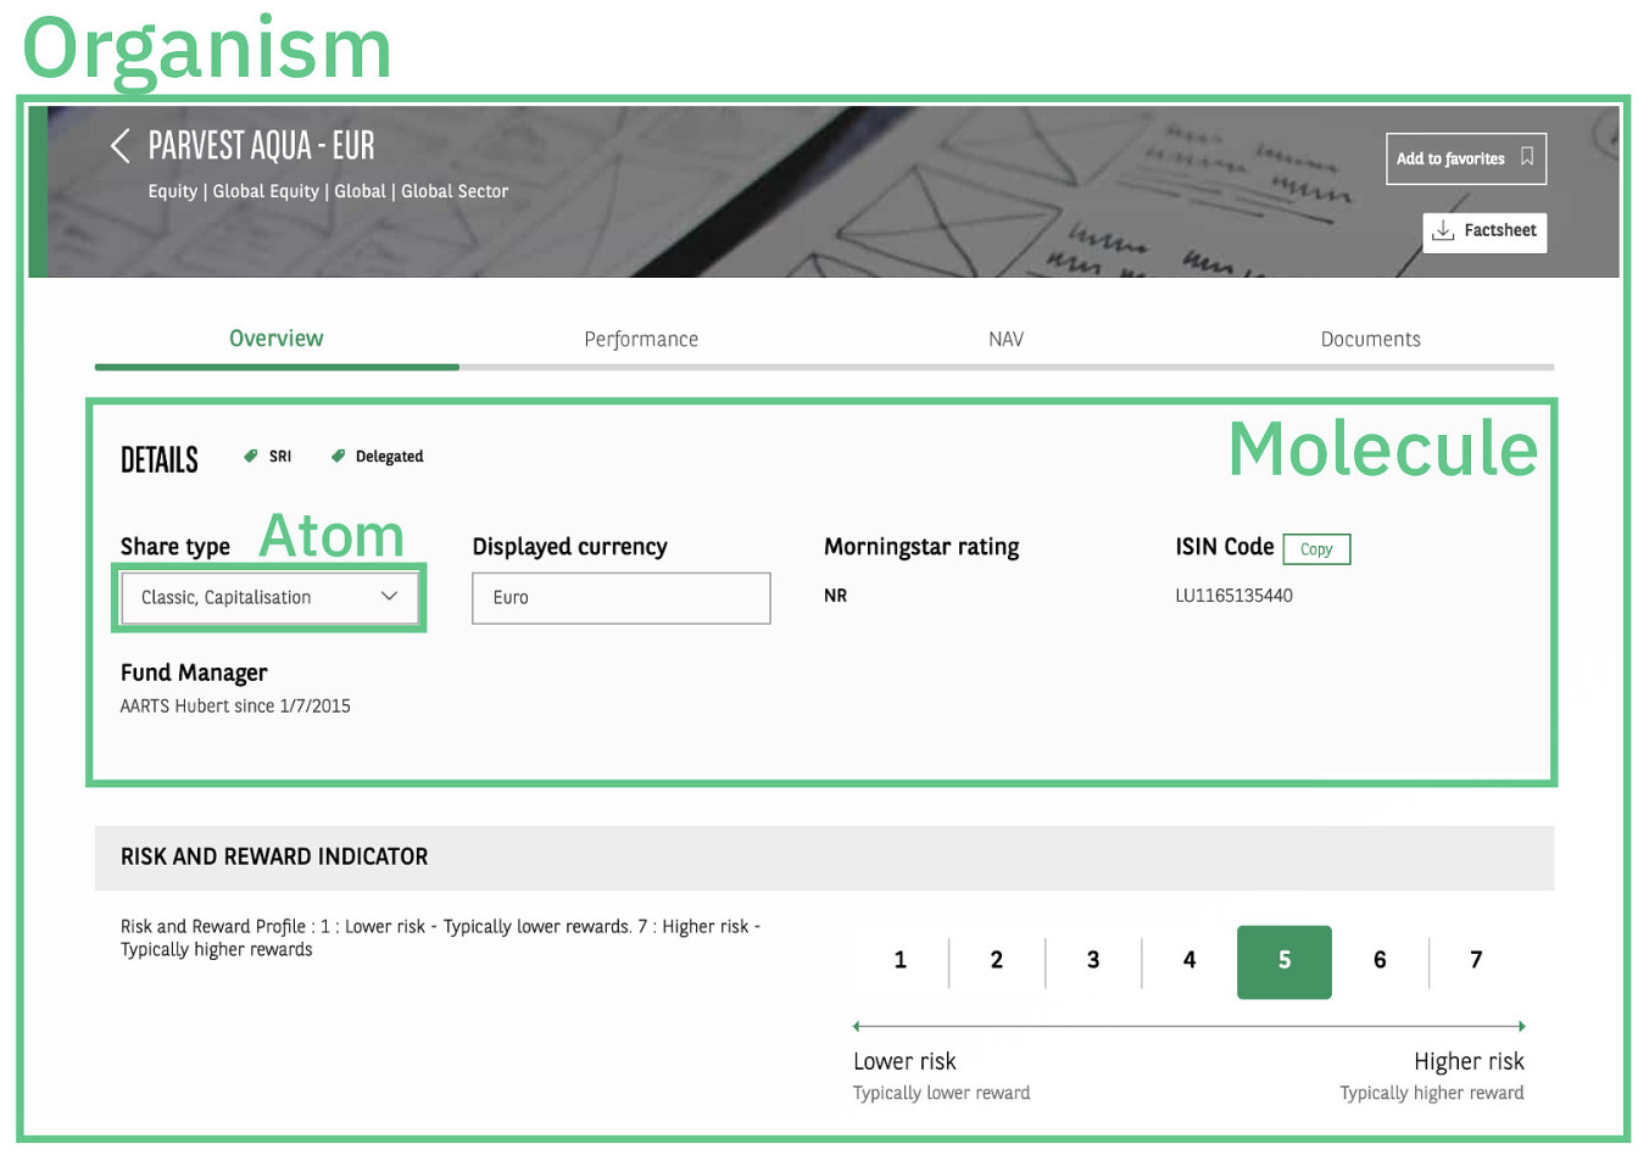 Organism
PARVEST AQUA - EUR
Add to favorites
Equity | Global Equity | Global | Global Sector
Factsheet
Overview
Performance
NAV
Documents
Molecule
DETAILS
SRI
Delegated
Atom
Share type
Displayed currency
Morningstar rating
ISIN Code
Copy
Classic, Capitalisation
Euro
NR
LU1165135440
Fund Manager
AARTS Hubert since 1/7/2015
RISK AND REWARD INDICATOR
Risk and Reward Profile : 1 : Lower risk - Typically lower rewards. 7 : Higher risk -
Typically higher rewards
1 2 3 4 5 6 7
Lower risk
Higher risk
Typically lower reward
Typically higher reward